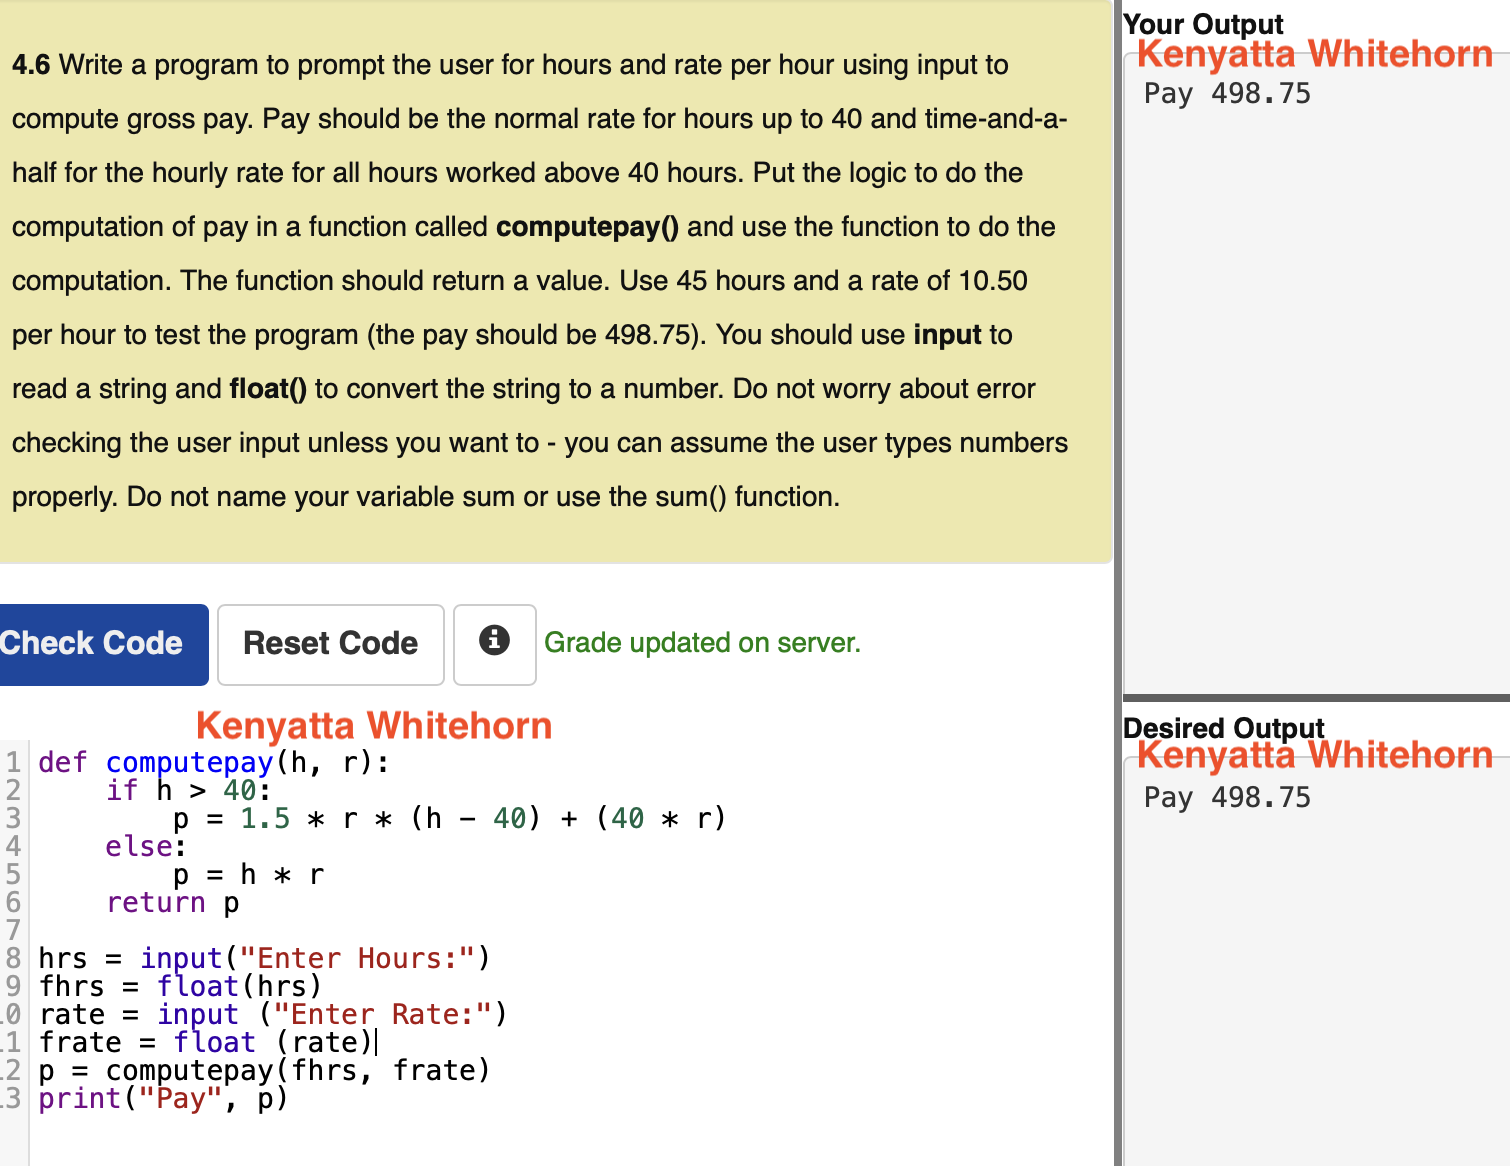 4.6 Write a program to prompt the user for hours and rate per hour using input to
compute gross pay. Pay should be the normal rate for hours up to 40 and time-and-a-
half for the hourly rate for all hours worked above 40 hours. Put the logic to do the
computation of pay in a function called computepay() and use the function to do the
computation. The function should return a value. Use 45 hours and a rate of 10.50
per hour to test the program (the pay should be 498.75). You should use input to
read a string and float() to convert the string to a number. Do not worry about error
checking the user input unless you want to - you can assume the user types numbers
properly. Do not name your variable sum or use the sum() function.
Check Code Reset Code Grade updated on server.
Kenyatta Whitehorn
1 def computepay(h, r):
2     if h > 40:
3         p = 1.5 * r * (h - 40) + (40 * r)
4     else:
5         p = h * r
6     return p
7
8 hrs = input("Enter Hours:")
9 fhrs = float(hrs)
0 rate = input ("Enter Rate:")
1 frate = float (rate)
2 p = computepay(fhrs, frate)
3 print("Pay", p)
Your Output
Kenyatta Whitehorn
Pay 498.75
Desired Output
Kenyatta Whitehorn
Pay 498.75